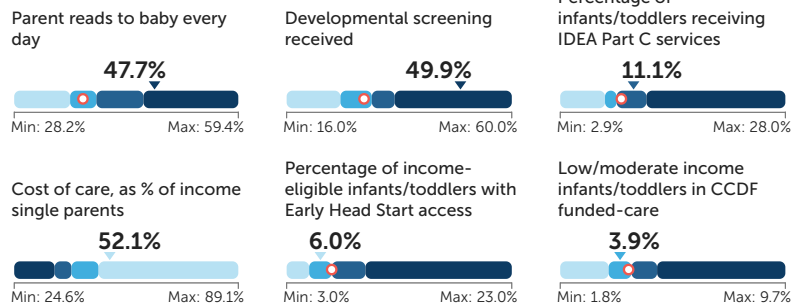 Parent reads to baby every
day
47.7%
Min: 28.2% Max: 59.4%
Developmental screening
received
49.9%
Min: 16.0% Max: 60.0%
Percentage of
infants/toddlers receiving
IDEA Part C services
11.1%
Min: 2.9% Max: 28.0%
Cost of care, as % of income
single parents
52.1%
Min: 24.6% Max: 89.1%
Percentage of income-
eligible infants/toddlers with
Early Head Start access
6.0%
Min: 3.0% Max: 23.0%
Low/moderate income
infants/toddlers in CCDF
funded-care
3.9%
Min: 1.8% Max: 9.7%